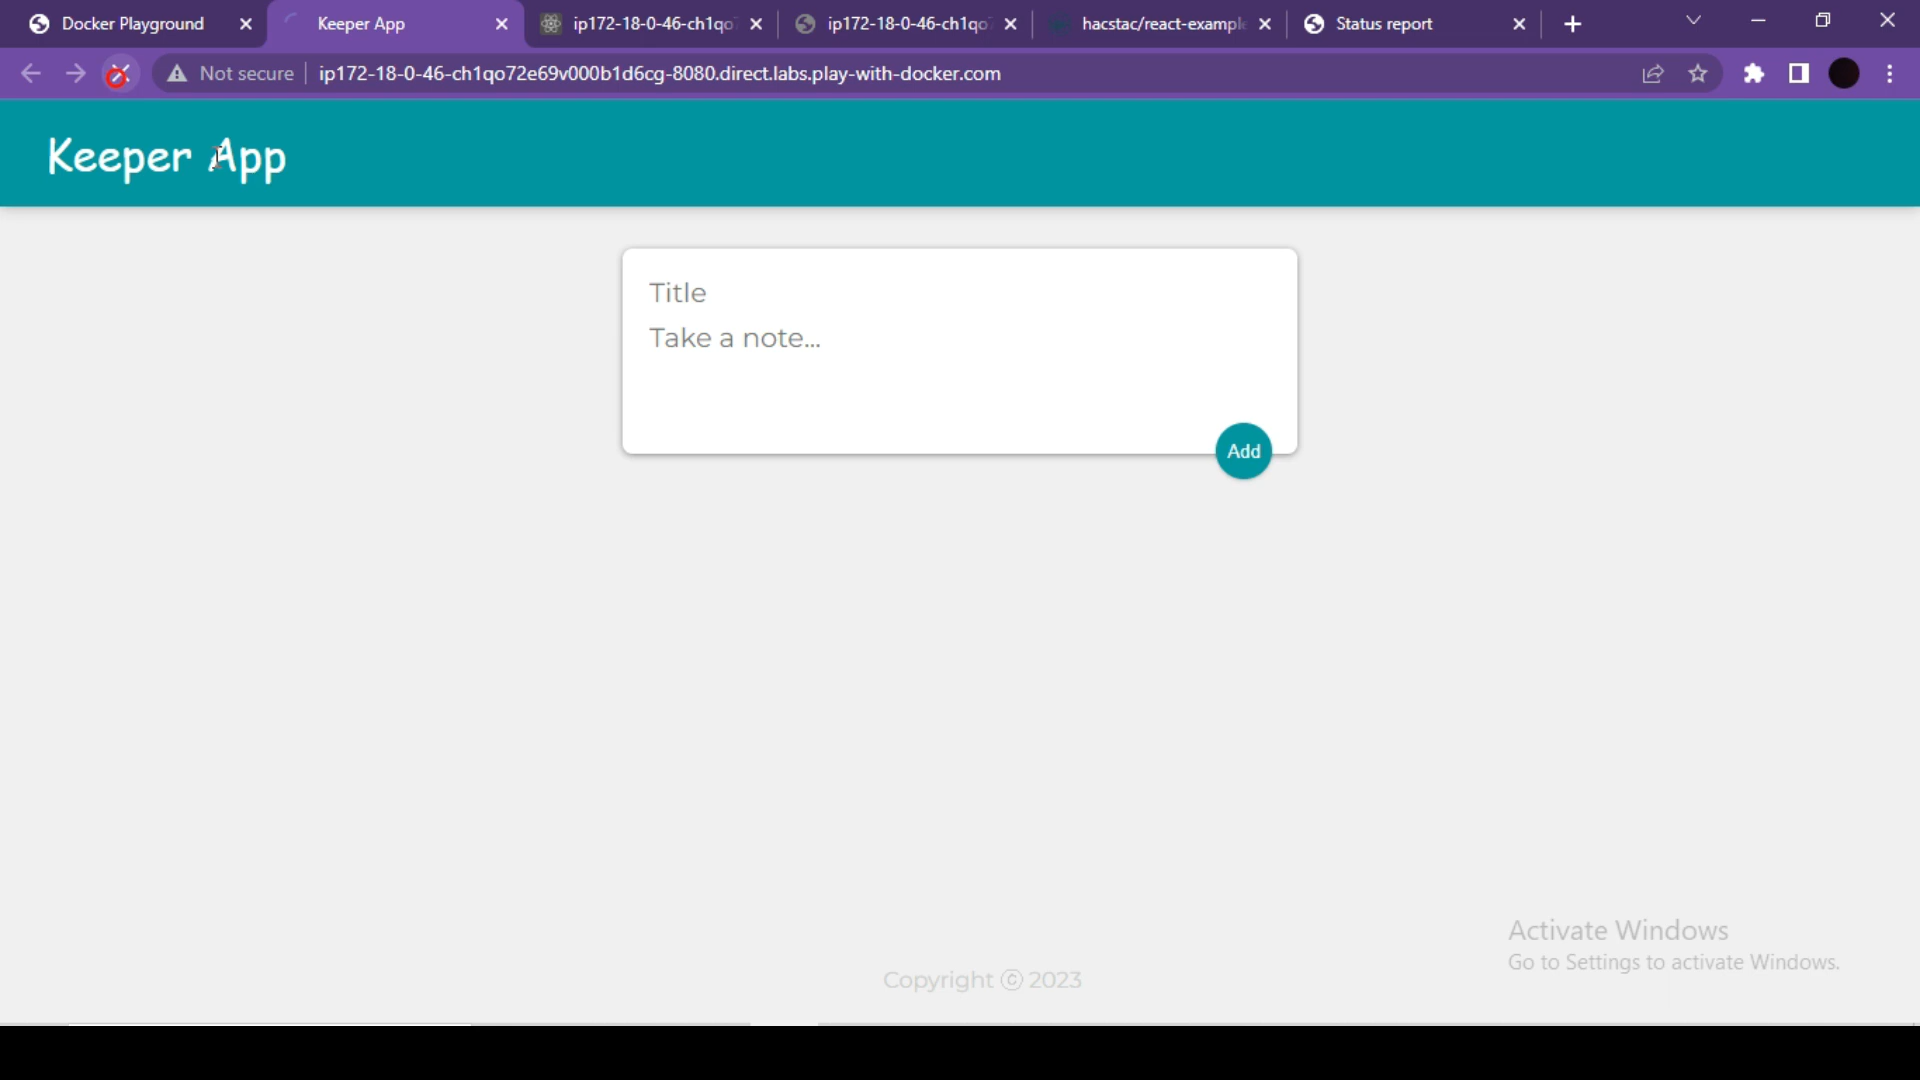 Docker Playground
Keeper App
ip172-18-0-46-ch1qo
ip172-18-0-46-ch1qo
hacstac/react-example
Status report
Not secure
ip172-18-0-46-ch1qo72e69v000b1d6cg-8080.direct.labs.play-with-docker.com
Keeper App
Title
Take a note...
Add
Activate Windows
Go to Settings to activate Windows.
Copyright ⓒ 2023